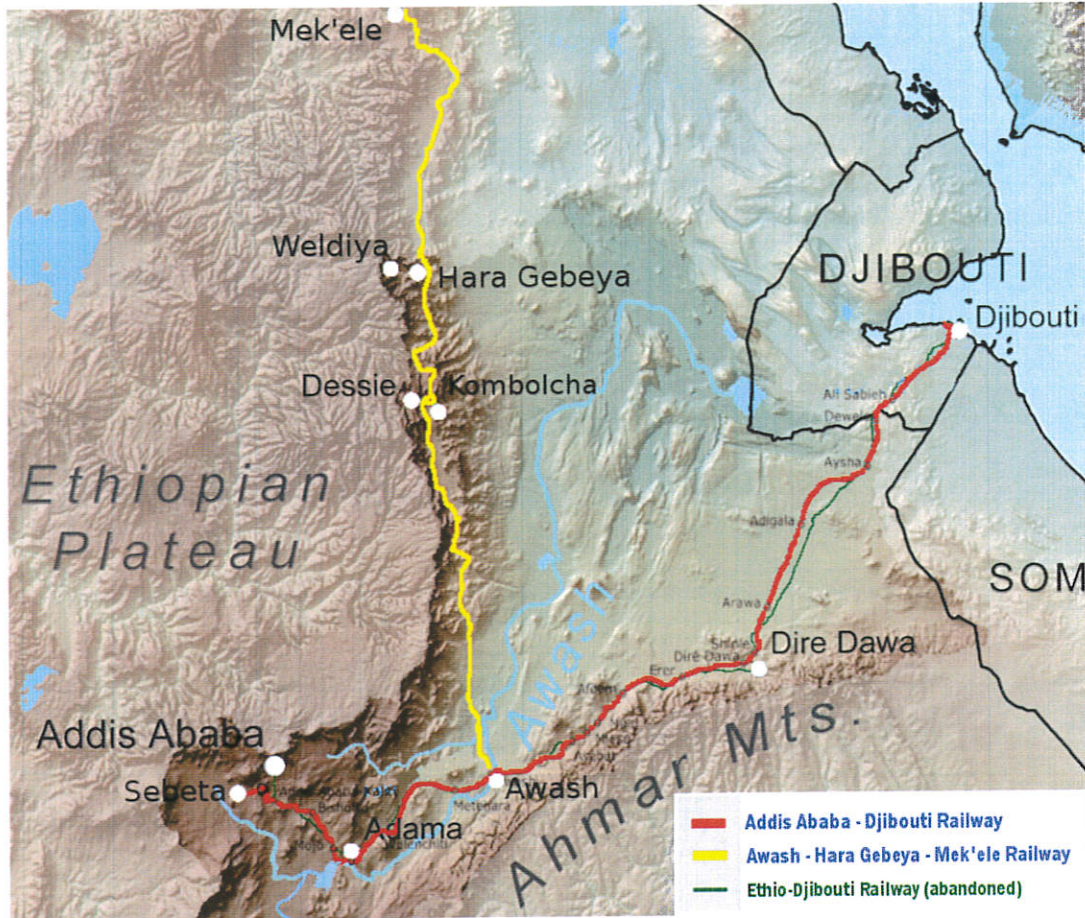 Mek'ele
Weldiya
Hara Gebeya
DJIBOUTI
Djibouti
Dessie
Kombolcha
Ali Sabieh
Aysha
Ethiopian
Plateau
Adigala
SOM
Awash
Arawa
Shinile
Dire Dawa
Dire Dawa
Erer
Addis Ababa
Ahmar Mts.
Sebeta
Awash
Metehara
Adama
Mojo
Addis Ababa - Djibouti Railway
Awash - Hara Gebeya - Mek'ele Railway
Ethio-Djibouti Railway (abandoned)